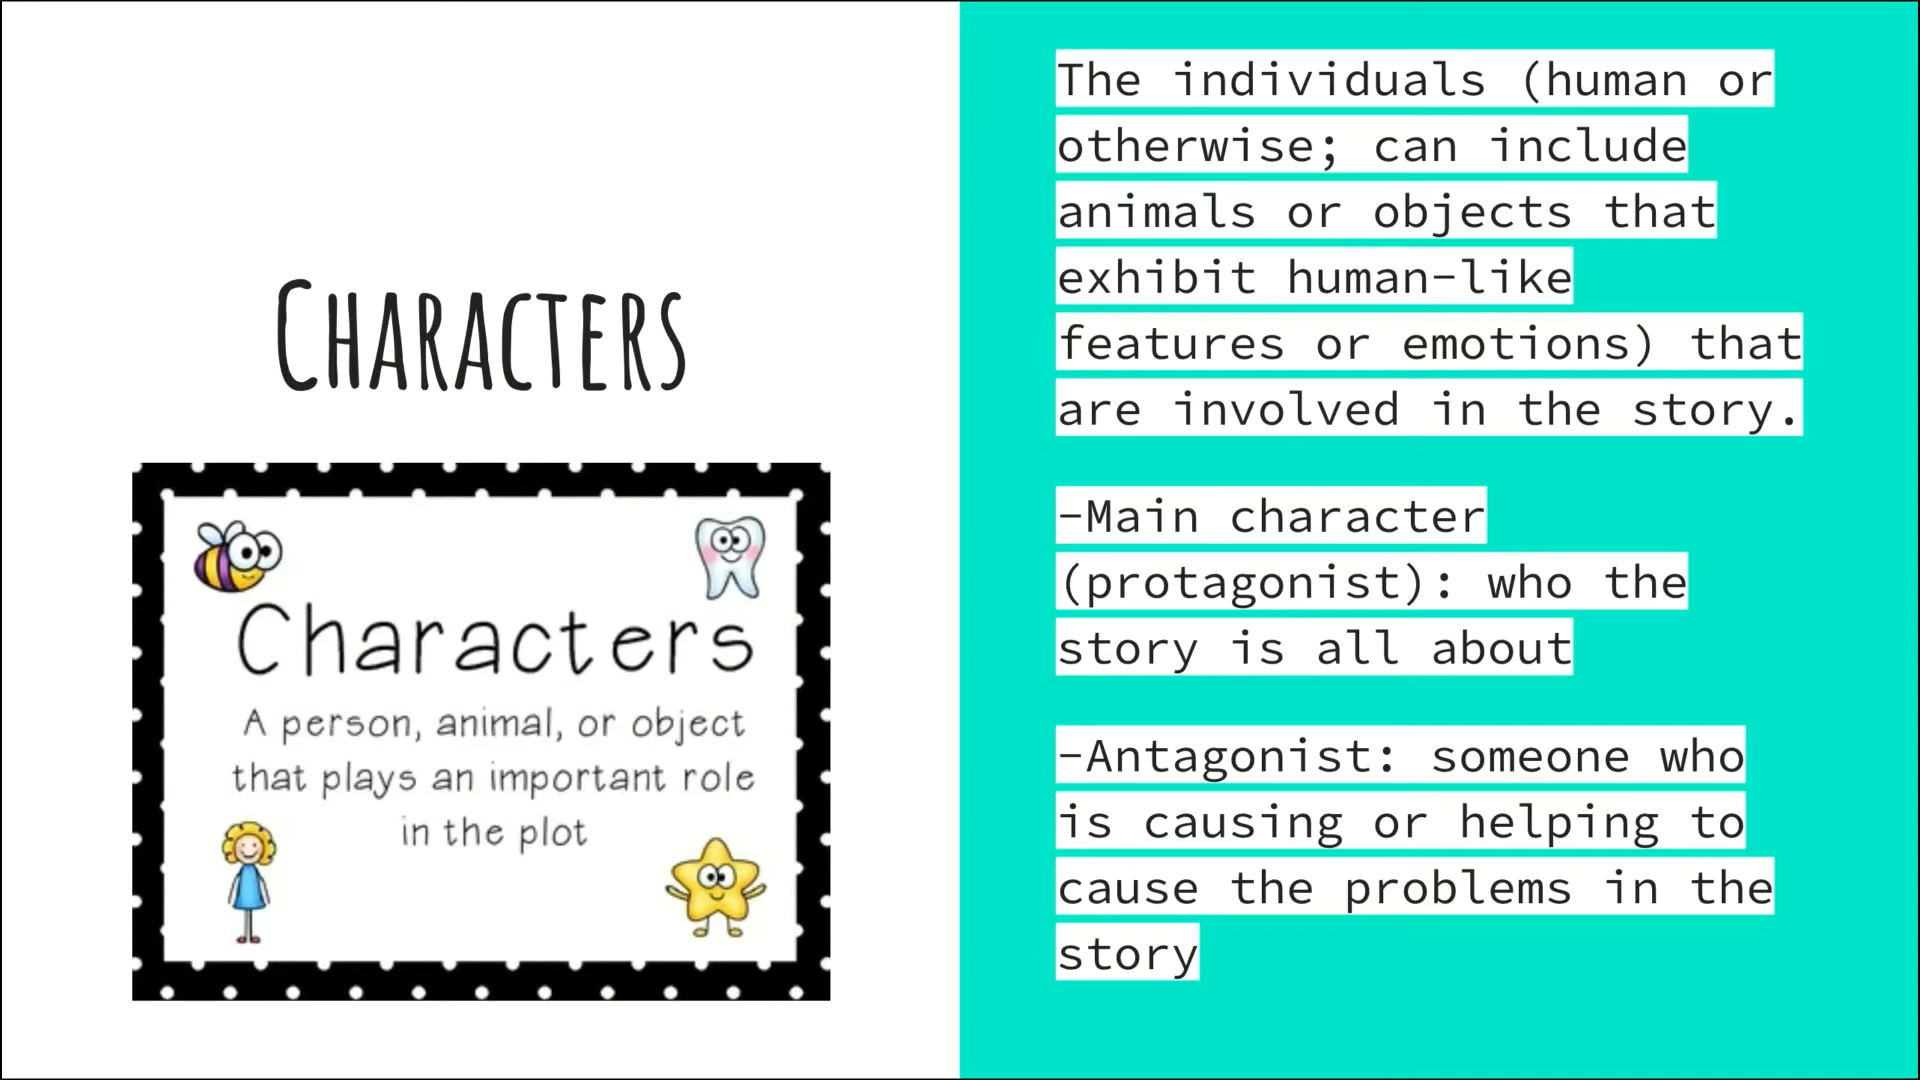 Characters
Characters
A person, animal, or object
that plays an important role
in the plot
The individuals (human or
otherwise; can include
animals or objects that
exhibit human-like
features or emotions) that
are involved in the story.
-Main character
(protagonist): who the
story is all about
-Antagonist: someone who
is causing or helping to
cause the problems in the
story